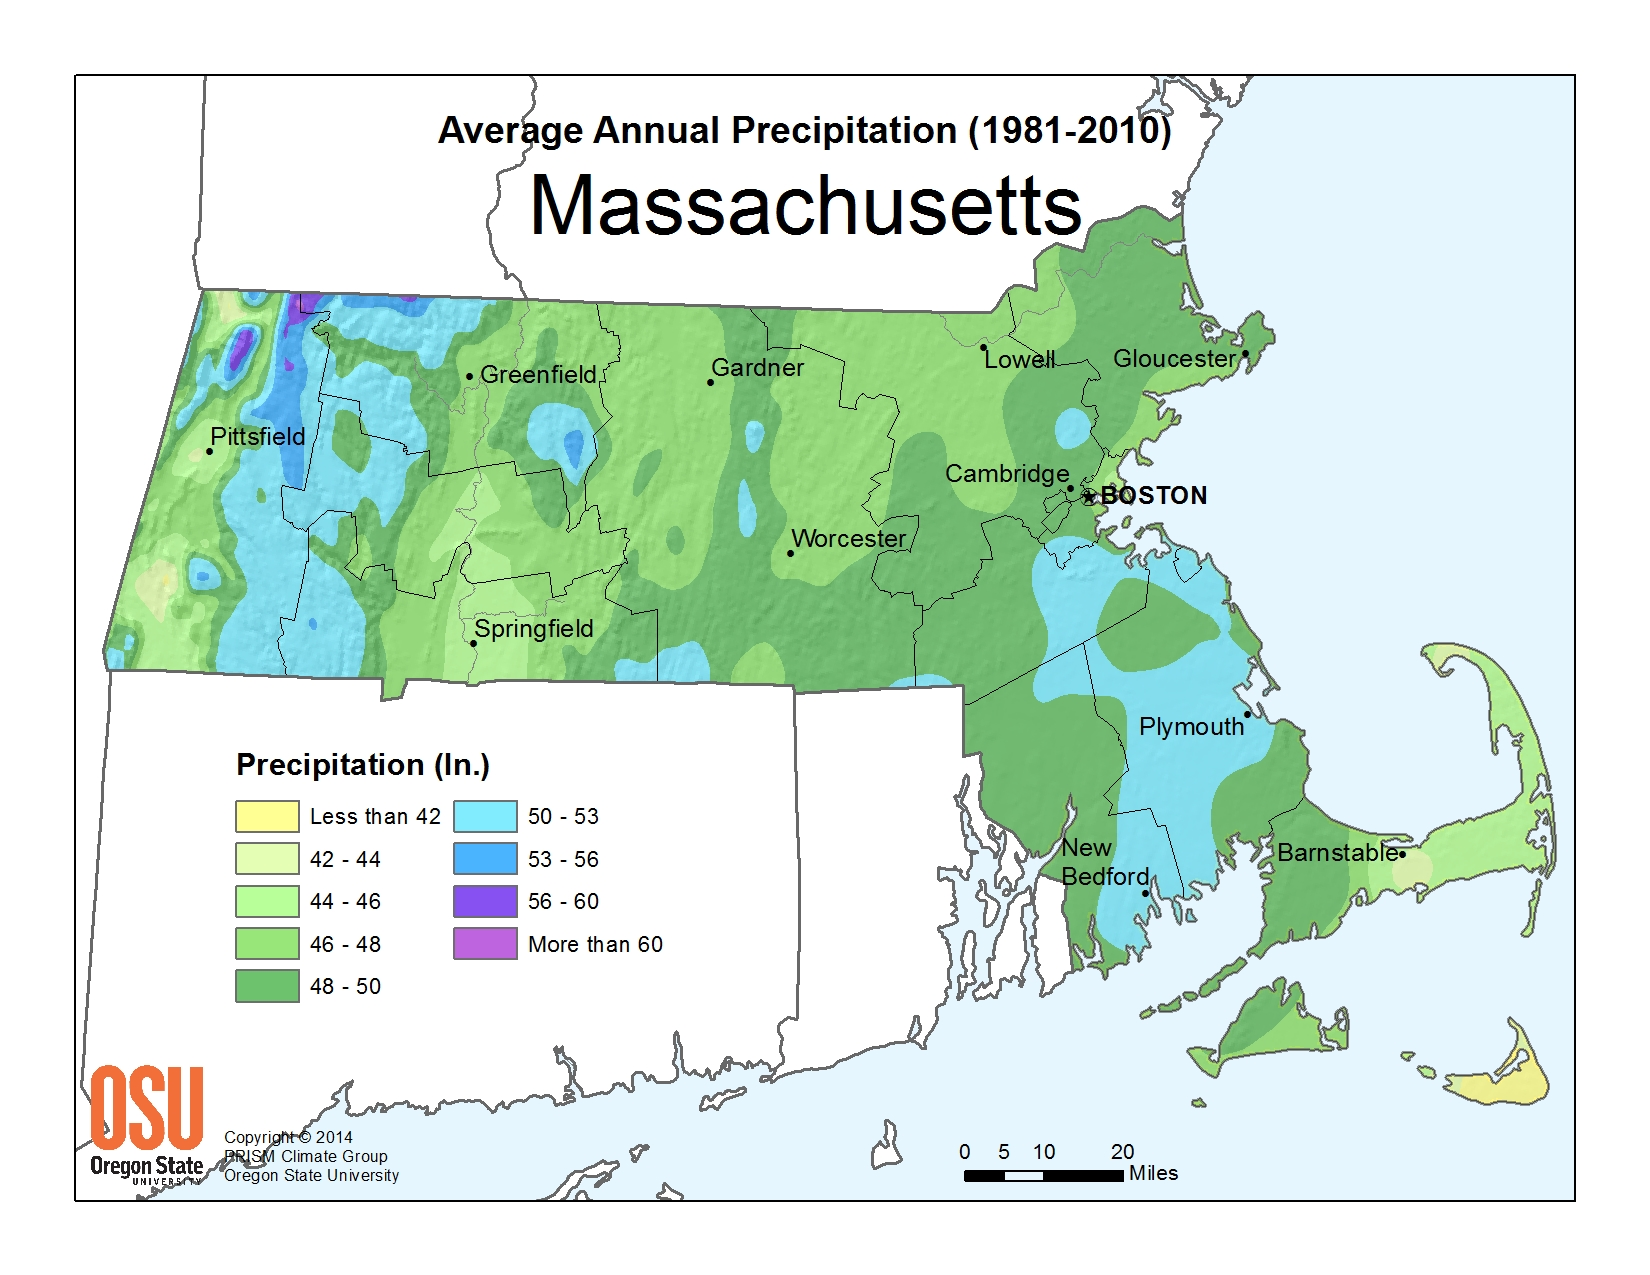 Average Annual Precipitation (1981-2010)
Massachusetts
Greenfield
Gardner
Lowell
Gloucester
Pittsfield
Cambridge
BOSTON
Worcester
Springfield
Plymouth
New
Bedford
Barnstable
Precipitation (In.)
Less than 42
42 - 44
44 - 46
46 - 48
48 - 50
50 - 53
53 - 56
56 - 60
More than 60
OSU
Oregon State
UNIVERSITY
Copyright © 2014
PRISM Climate Group
Oregon State University
0 5 10 20
Miles